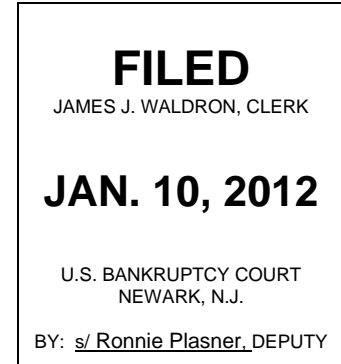 FILED
JAMES J. WALDRON, CLERK
JAN. 10, 2012
U.S. BANKRUPTCY COURT
NEWARK, N.J.
BY: s/ Ronnie Plasner, DEPUTY